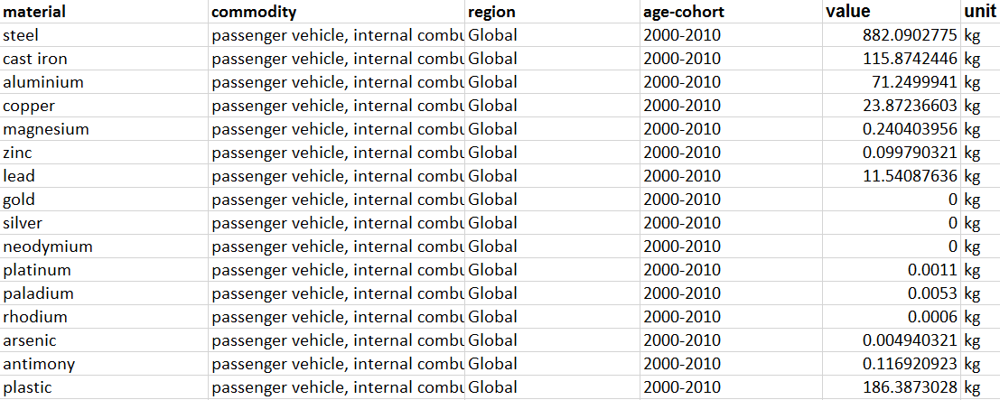 material commodity region age-cohort value unit
steel passenger vehicle, internal combu Global 2000-2010 882.0902775 kg
cast iron passenger vehicle, internal combu Global 2000-2010 115.8742446 kg
aluminium passenger vehicle, internal combu Global 2000-2010 71.2499941 kg
copper passenger vehicle, internal combu Global 2000-2010 23.87236603 kg
magnesium passenger vehicle, internal combu Global 2000-2010 0.240403956 kg
zinc passenger vehicle, internal combu Global 2000-2010 0.099790321 kg
lead passenger vehicle, internal combu Global 2000-2010 11.54087636 kg
gold passenger vehicle, internal combu Global 2000-2010 0 kg
silver passenger vehicle, internal combu Global 2000-2010 0 kg
neodymium passenger vehicle, internal combu Global 2000-2010 0 kg
platinum passenger vehicle, internal combu Global 2000-2010 0.0011 kg
paladium passenger vehicle, internal combu Global 2000-2010 0.0053 kg
rhodium passenger vehicle, internal combu Global 2000-2010 0.0006 kg
arsenic passenger vehicle, internal combu Global 2000-2010 0.004940321 kg
antimony passenger vehicle, internal combu Global 2000-2010 0.116920923 kg
plastic passenger vehicle, internal combu Global 2000-2010 186.3873028 kg